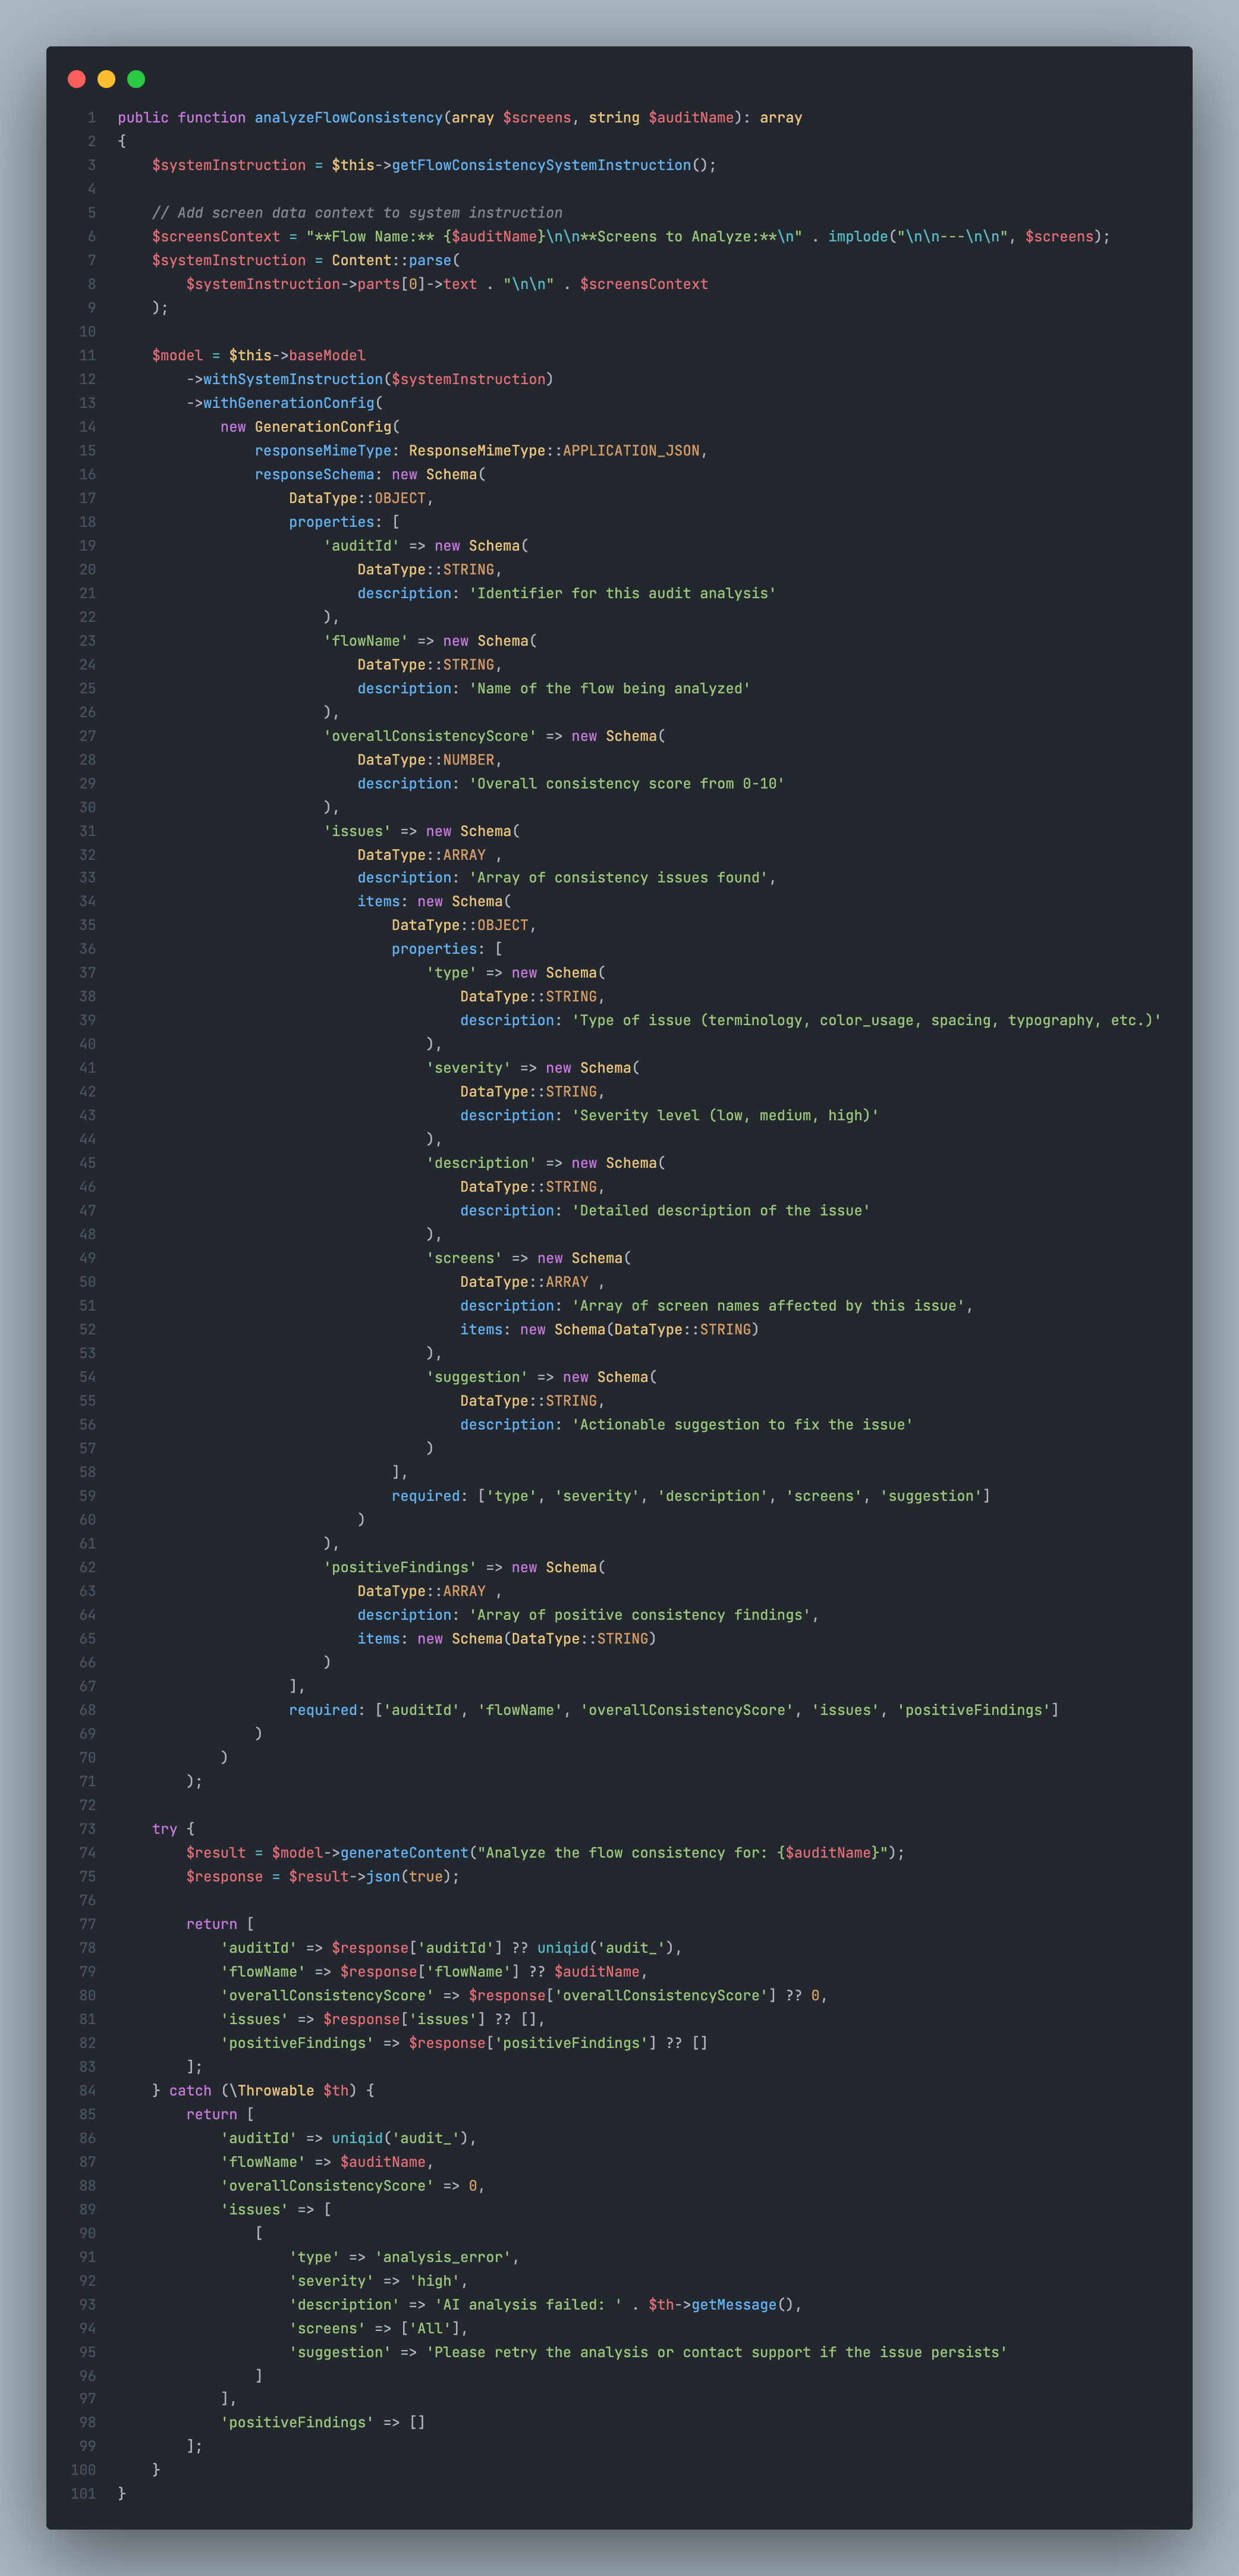 1 public function analyzeFlowConsistency(array $screens, string $auditName): array
2 {
3     $systemInstruction = $this->getFlowConsistencySystemInstruction();
4
5     // Add screen data context to system instruction
6     $screensContext = "**Flow Name:** {$auditName}\n\n**Screens to Analyze:**\n" . implode("\n\n---\n\n", $screens);
7     $systemInstruction = Content::parse(
8         $systemInstruction->parts[0]->text . "\n\n" . $screensContext
9     );
10
11     $model = $this->baseModel
12         ->withSystemInstruction($systemInstruction)
13         ->withGenerationConfig(
14             new GenerationConfig(
15                 responseMimeType: ResponseMimeType::APPLICATION_JSON,
16                 responseSchema: new Schema(
17                     DataType::OBJECT,
18                     properties: [
19                         'auditId' => new Schema(
20                             DataType::STRING,
21                             description: 'Identifier for this audit analysis'
22                         ),
23                         'flowName' => new Schema(
24                             DataType::STRING,
25                             description: 'Name of the flow being analyzed'
26                         ),
27                         'overallConsistencyScore' => new Schema(
28                             DataType::NUMBER,
29                             description: 'Overall consistency score from 0-10'
30                         ),
31                         'issues' => new Schema(
32                             DataType::ARRAY ,
33                             description: 'Array of consistency issues found',
34                             items: new Schema(
35                                 DataType::OBJECT,
36                                 properties: [
37                                     'type' => new Schema(
38                                         DataType::STRING,
39                                         description: 'Type of issue (terminology, color_usage, spacing, typography, etc.)'
40                                     ),
41                                     'severity' => new Schema(
42                                         DataType::STRING,
43                                         description: 'Severity level (low, medium, high)'
44                                     ),
45                                     'description' => new Schema(
46                                         DataType::STRING,
47                                         description: 'Detailed description of the issue'
48                                     ),
49                                     'screens' => new Schema(
50                                         DataType::ARRAY ,
51                                         description: 'Array of screen names affected by this issue',
52                                         items: new Schema(DataType::STRING)
53                                     ),
54                                     'suggestion' => new Schema(
55                                         DataType::STRING,
56                                         description: 'Actionable suggestion to fix the issue'
57                                     )
58                                 ],
59                                 required: ['type', 'severity', 'description', 'screens', 'suggestion']
60                             )
61                         ),
62                         'positiveFindings' => new Schema(
63                             DataType::ARRAY ,
64                             description: 'Array of positive consistency findings',
65                             items: new Schema(DataType::STRING)
66                         )
67                     ],
68                     required: ['auditId', 'flowName', 'overallConsistencyScore', 'issues', 'positiveFindings']
69                 )
70             )
71         );
72
73     try {
74         $result = $model->generateContent("Analyze the flow consistency for: {$auditName}");
75         $response = $result->json(true);
76
77         return [
78             'auditId' => $response['auditId'] ?? uniqid('audit_'),
79             'flowName' => $response['flowName'] ?? $auditName,
80             'overallConsistencyScore' => $response['overallConsistencyScore'] ?? 0,
81             'issues' => $response['issues'] ?? [],
82             'positiveFindings' => $response['positiveFindings'] ?? []
83         ];
84     } catch (\Throwable $th) {
85         return [
86             'auditId' => uniqid('audit_'),
87             'flowName' => $auditName,
88             'overallConsistencyScore' => 0,
89             'issues' => [
90                 [
91                     'type' => 'analysis_error',
92                     'severity' => 'high',
93                     'description' => 'AI analysis failed: ' . $th->getMessage(),
94                     'screens' => ['All'],
95                     'suggestion' => 'Please retry the analysis or contact support if the issue persists'
96                 ]
97             ],
98             'positiveFindings' => []
99         ];
100     }
101 }